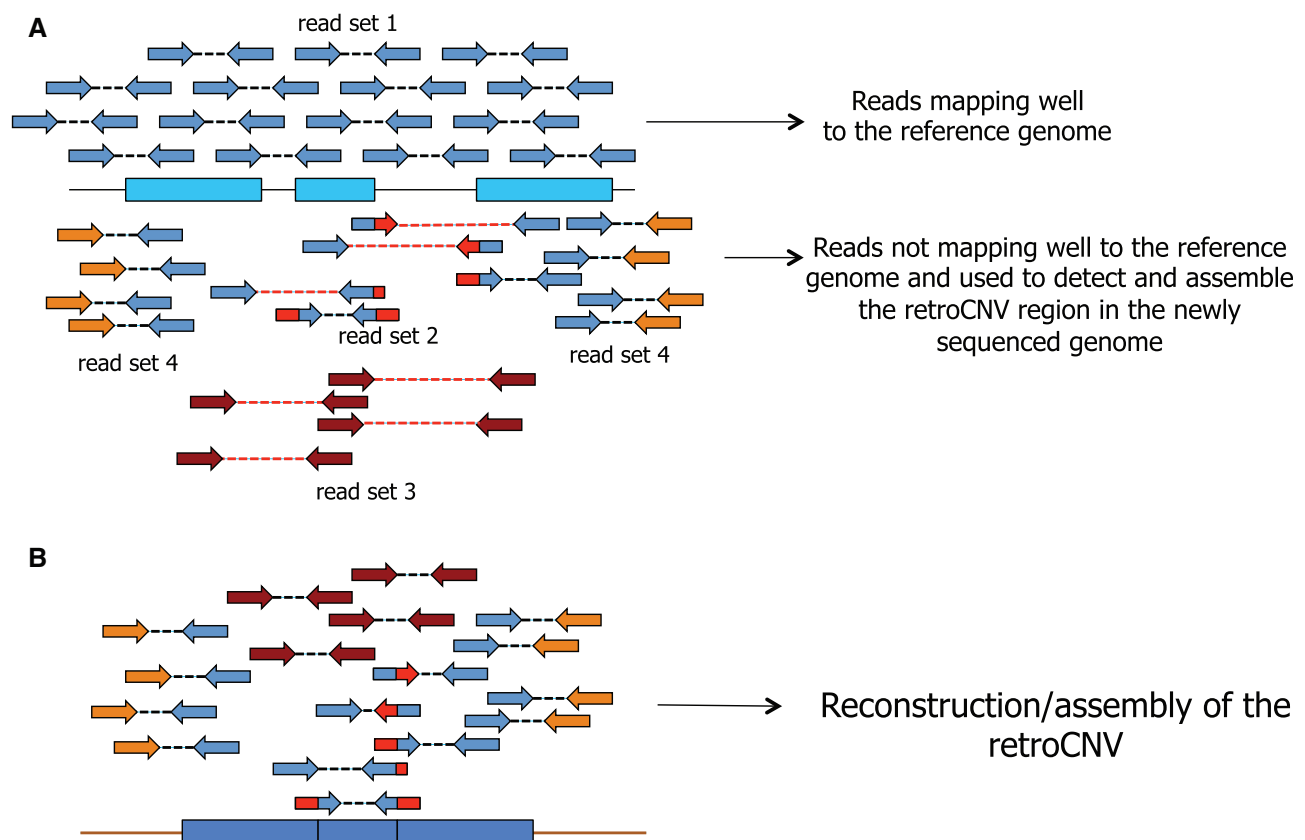 A
read set 1
Reads mapping well
to the reference genome
Reads not mapping well to the reference
genome and used to detect and assemble
the retroCNV region in the newly
sequenced genome
read set 2
read set 4
read set 4
read set 3
B
Reconstruction/assembly of the
retroCNV